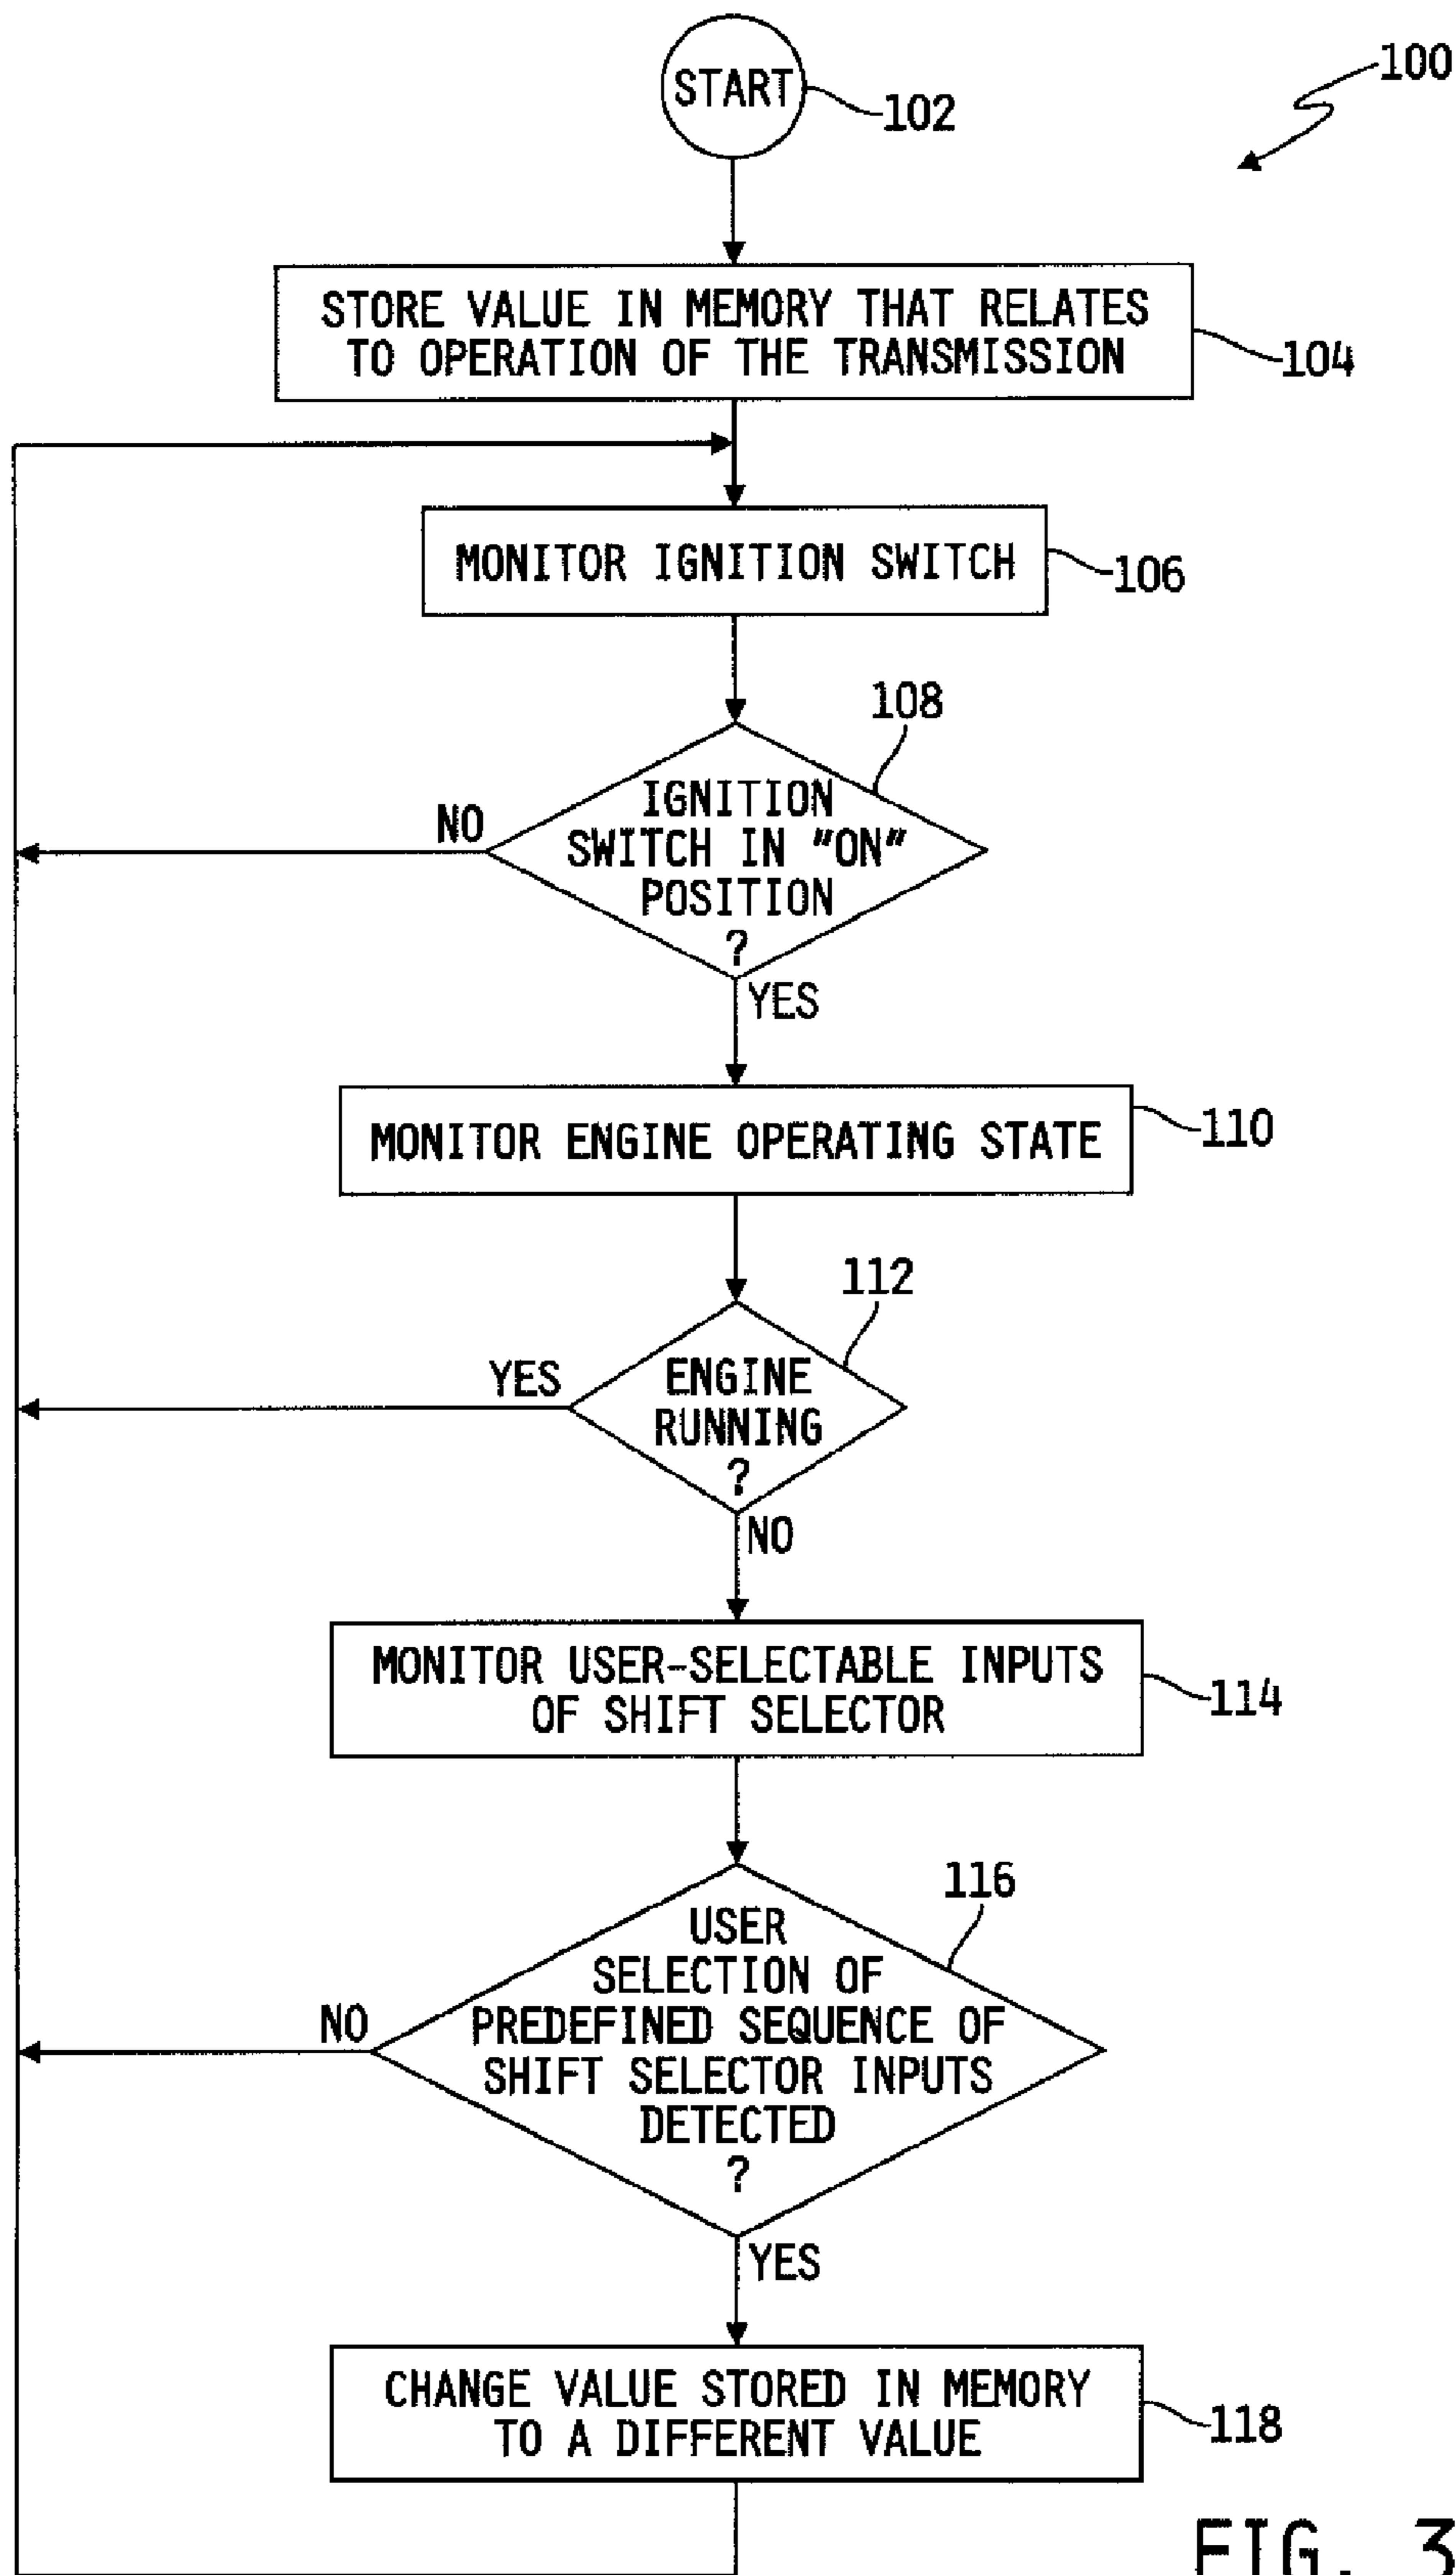 START
102
100
STORE VALUE IN MEMORY THAT RELATES
TO OPERATION OF THE TRANSMISSION
104
MONITOR IGNITION SWITCH
106
108
IGNITION
SWITCH IN "ON"
POSITION
?
NO
YES
MONITOR ENGINE OPERATING STATE
110
112
ENGINE
RUNNING
?
YES
NO
MONITOR USER-SELECTABLE INPUTS
OF SHIFT SELECTOR
114
116
USER
SELECTION OF
PREDEFINED SEQUENCE OF
SHIFT SELECTOR INPUTS
DETECTED
?
NO
YES
CHANGE VALUE STORED IN MEMORY
TO A DIFFERENT VALUE
118
FIG. 3